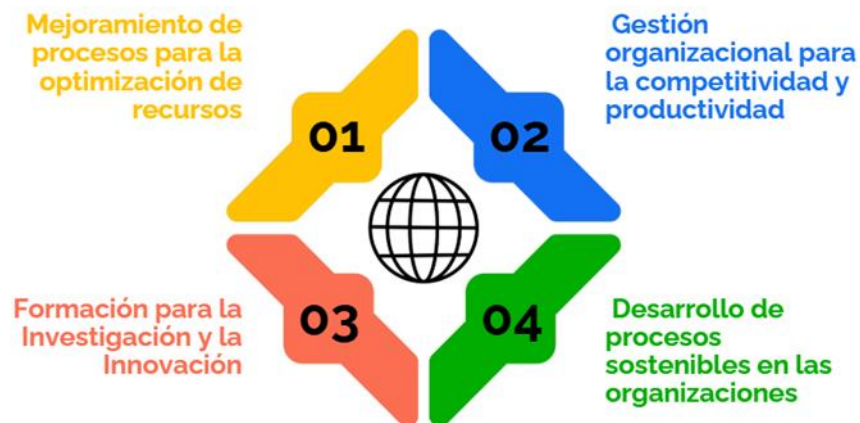 Mejoramiento de
procesos para la
optimización de
recursos
01
Gestión
organizacional para
la competitividad y
productividad
02
Formación para la
Investigación y la
Innovación
03
Desarrollo de
procesos
sostenibles en las
organizaciones
04